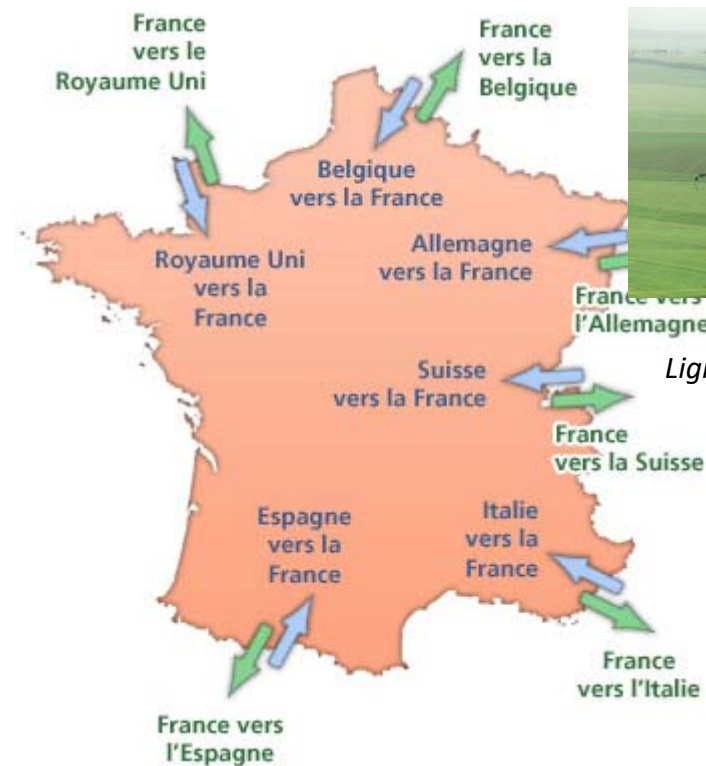 France
vers le
Royaume Uni
France
vers la
Belgique
Belgique
vers la France
Royaume Uni
vers la
France
Allemagne
vers la France
France vers
l'Allemagne
Suisse
vers la France
France
vers la Suisse
Espagne
vers la
France
Italie
vers la
France
France
vers l'Italie
France vers
l'Espagne